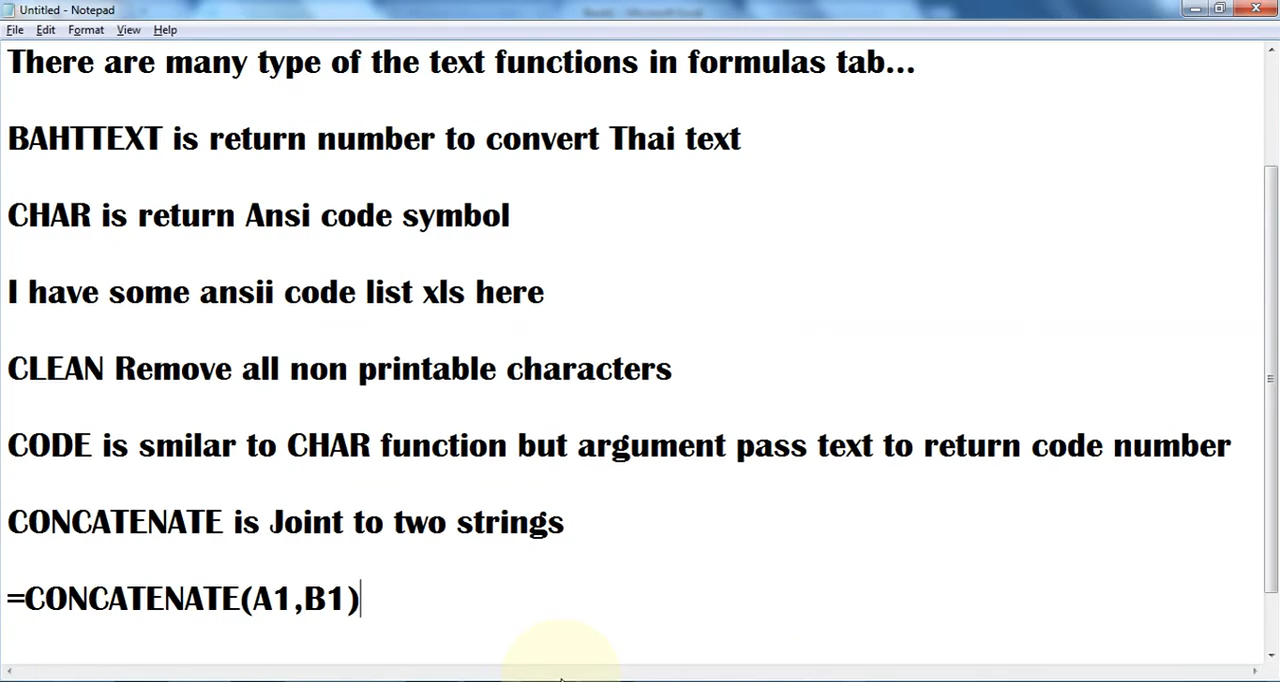 Untitled - Notepad
File Edit Format View Help
There are many type of the text functions in formulas tab...
BAHTTEXT is return number to convert Thai text
CHAR is return Ansi code symbol
I have some ansii code list xls here
CLEAN Remove all non printable characters
CODE is smilar to CHAR function but argument pass text to return code number
CONCATENATE is Joint to two strings
=CONCATENATE(A1,B1)